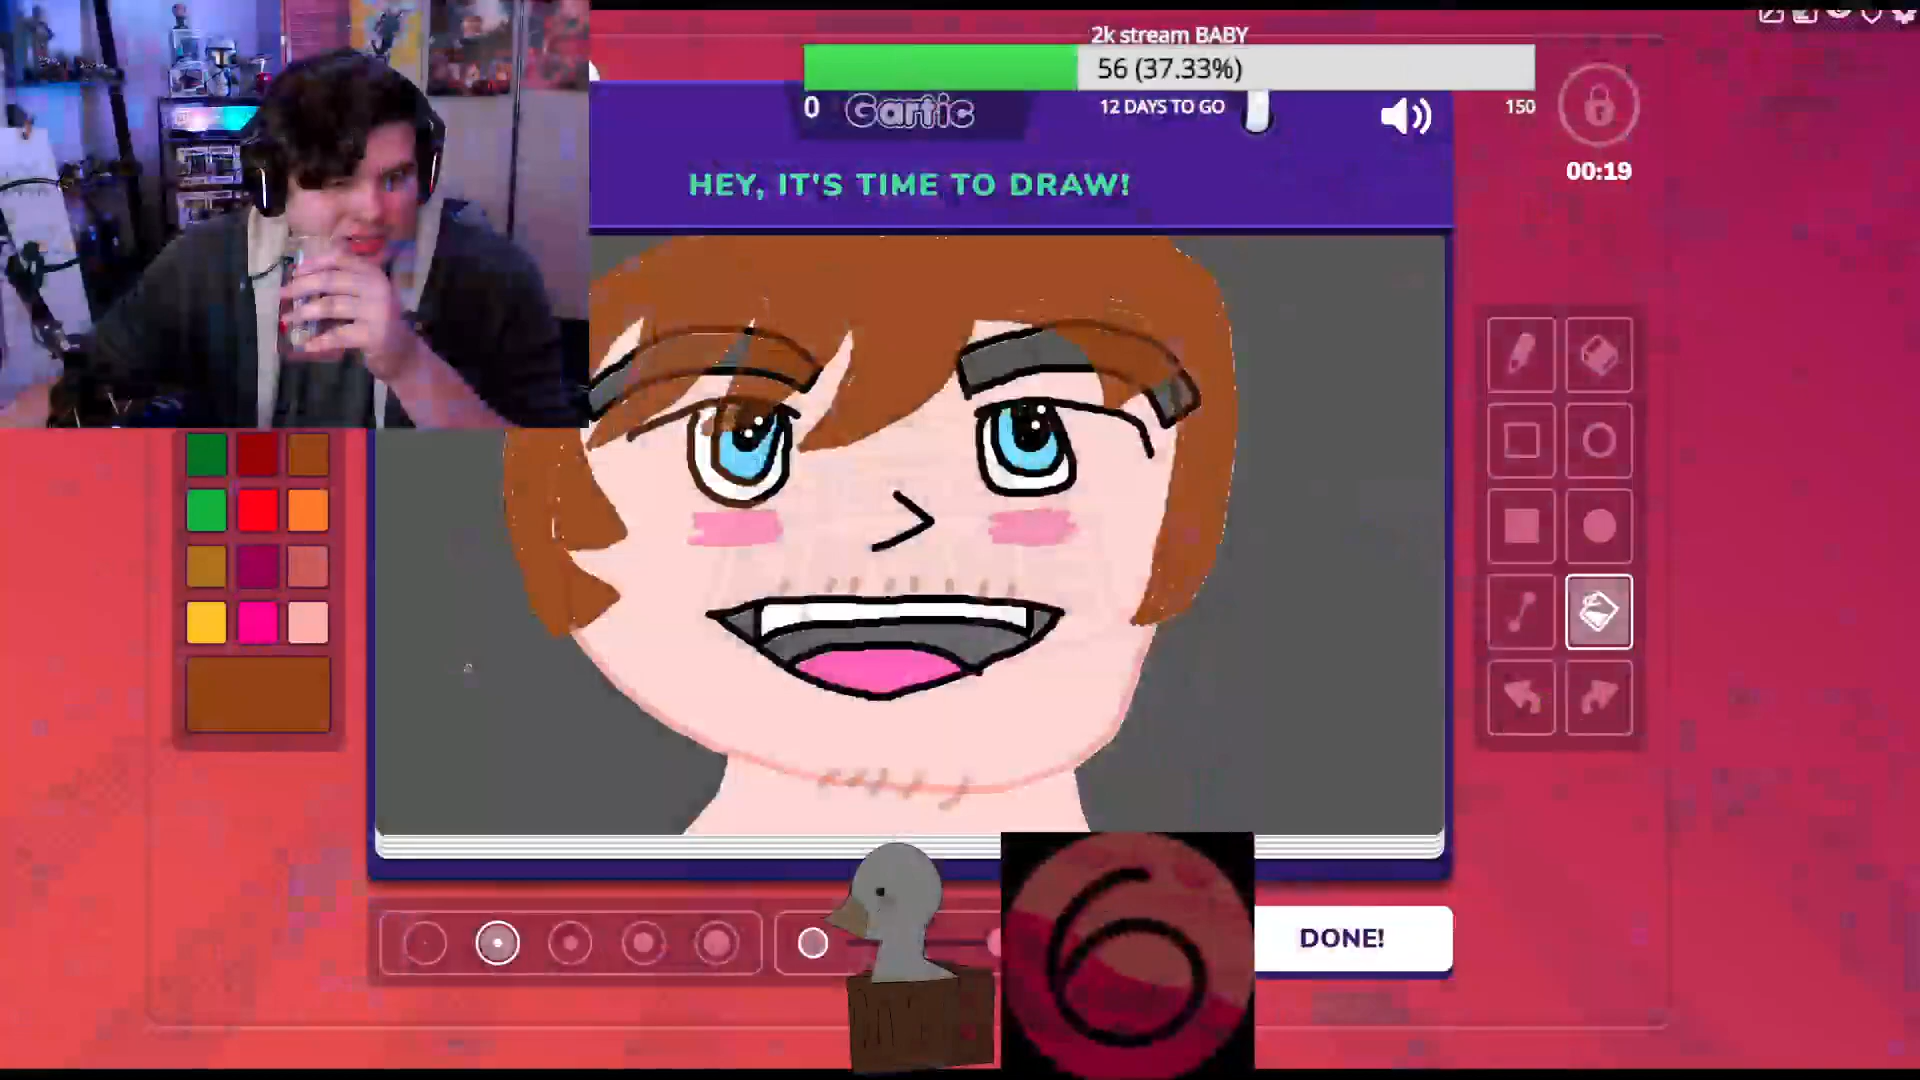 2k stream BABY
56 (37.33%)
0
12 DAYS TO GO
150
Gartic
00:19
HEY, IT'S TIME TO DRAW!
6
DONE!